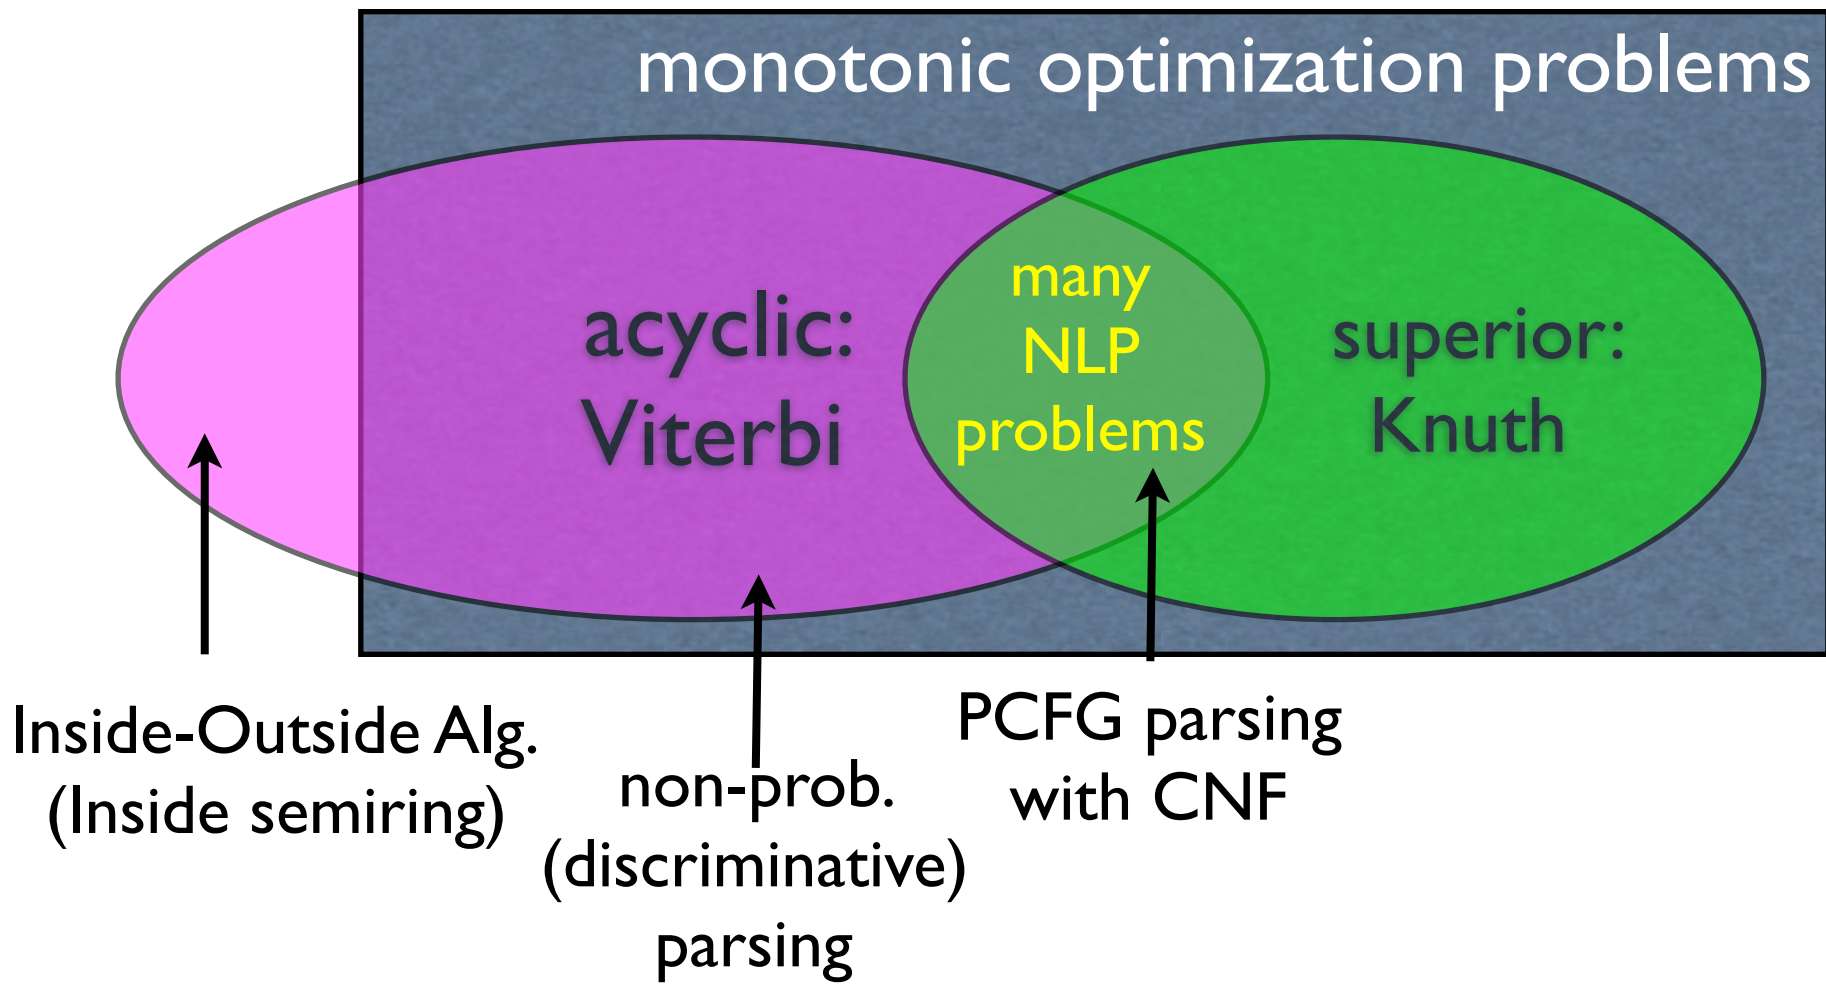 monotonic optimization problems
acyclic:
Viterbi
many
NLP
problems
superior:
Knuth
Inside-Outside Alg.
(Inside semiring)
non-prob.
(discriminative)
parsing
PCFG parsing
with CNF